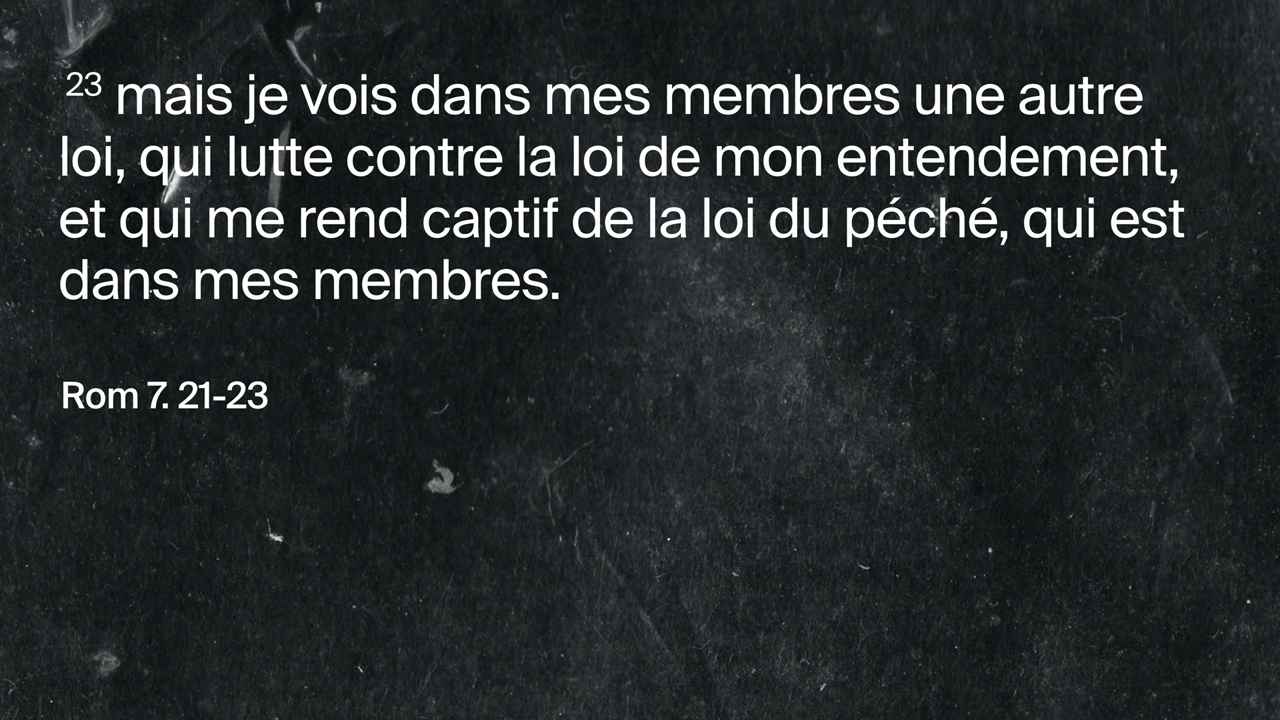 23 mais je vois dans mes membres une autre
loi, qui lutte contre la loi de mon entendement,
et qui me rend captif de la loi du péché, qui est
dans mes membres.
Rom 7. 21-23